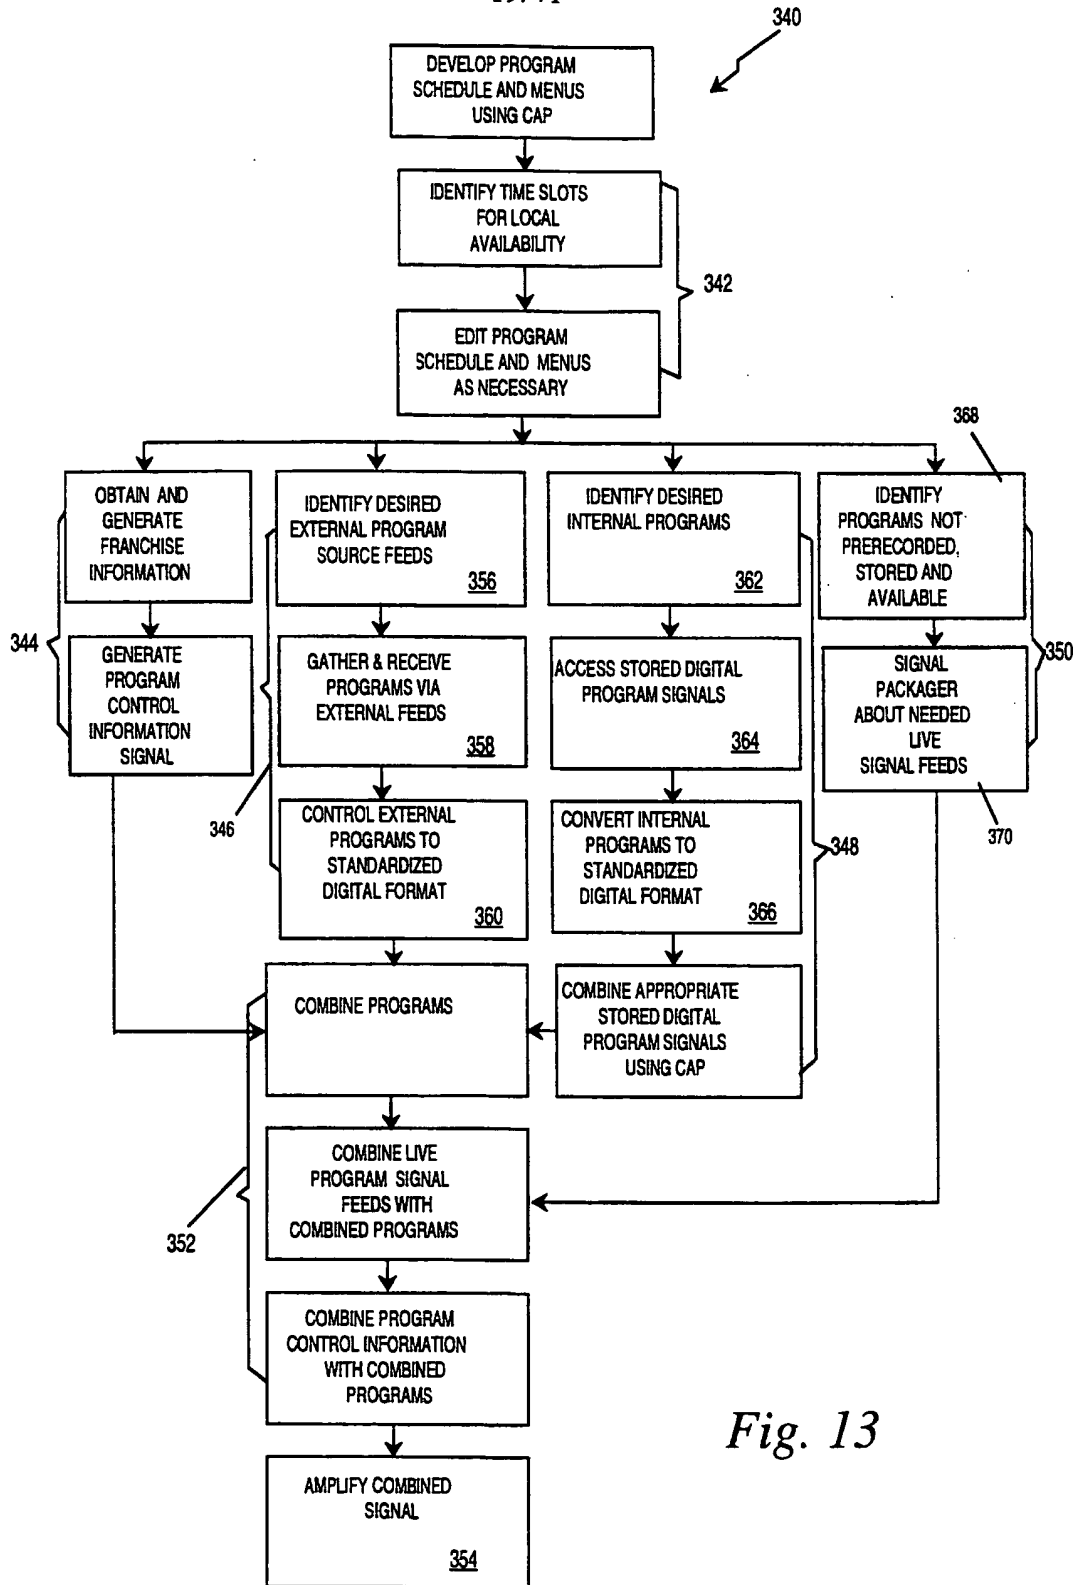 340
DEVELOP PROGRAM
SCHEDULE AND MENUS
USING CAP
IDENTIFY TIME SLOTS
FOR LOCAL
AVAILABILITY
342
EDIT PROGRAM
SCHEDULE AND MENUS
AS NECESSARY
368
OBTAIN AND
GENERATE
FRANCHISE
INFORMATION
IDENTIFY DESIRED
EXTERNAL PROGRAM
SOURCE FEEDS
356
IDENTIFY DESIRED
INTERNAL PROGRAMS
362
IDENTIFY
PROGRAMS NOT
PRERECORDED,
STORED AND
AVAILABLE
344
350
GENERATE
PROGRAM
CONTROL
INFORMATION
SIGNAL
GATHER & RECEIVE
PROGRAMS VIA
EXTERNAL FEEDS
358
ACCESS STORED DIGITAL
PROGRAM SIGNALS
364
SIGNAL
PACKAGER
ABOUT NEEDED
LIVE
SIGNAL FEEDS
346
370
CONTROL EXTERNAL
PROGRAMS TO
STANDARDIZED
DIGITAL FORMAT
360
CONVERT INTERNAL
PROGRAMS TO
STANDARDIZED
DIGITAL FORMAT
366
348
COMBINE PROGRAMS
COMBINE APPROPRIATE
STORED DIGITAL
PROGRAM SIGNALS
USING CAP
COMBINE LIVE
PROGRAM SIGNAL
FEEDS WITH
COMBINED PROGRAMS
352
COMBINE PROGRAM
CONTROL INFORMATION
WITH COMBINED
PROGRAMS
Fig. 13
AMPLIFY COMBINED
SIGNAL
354